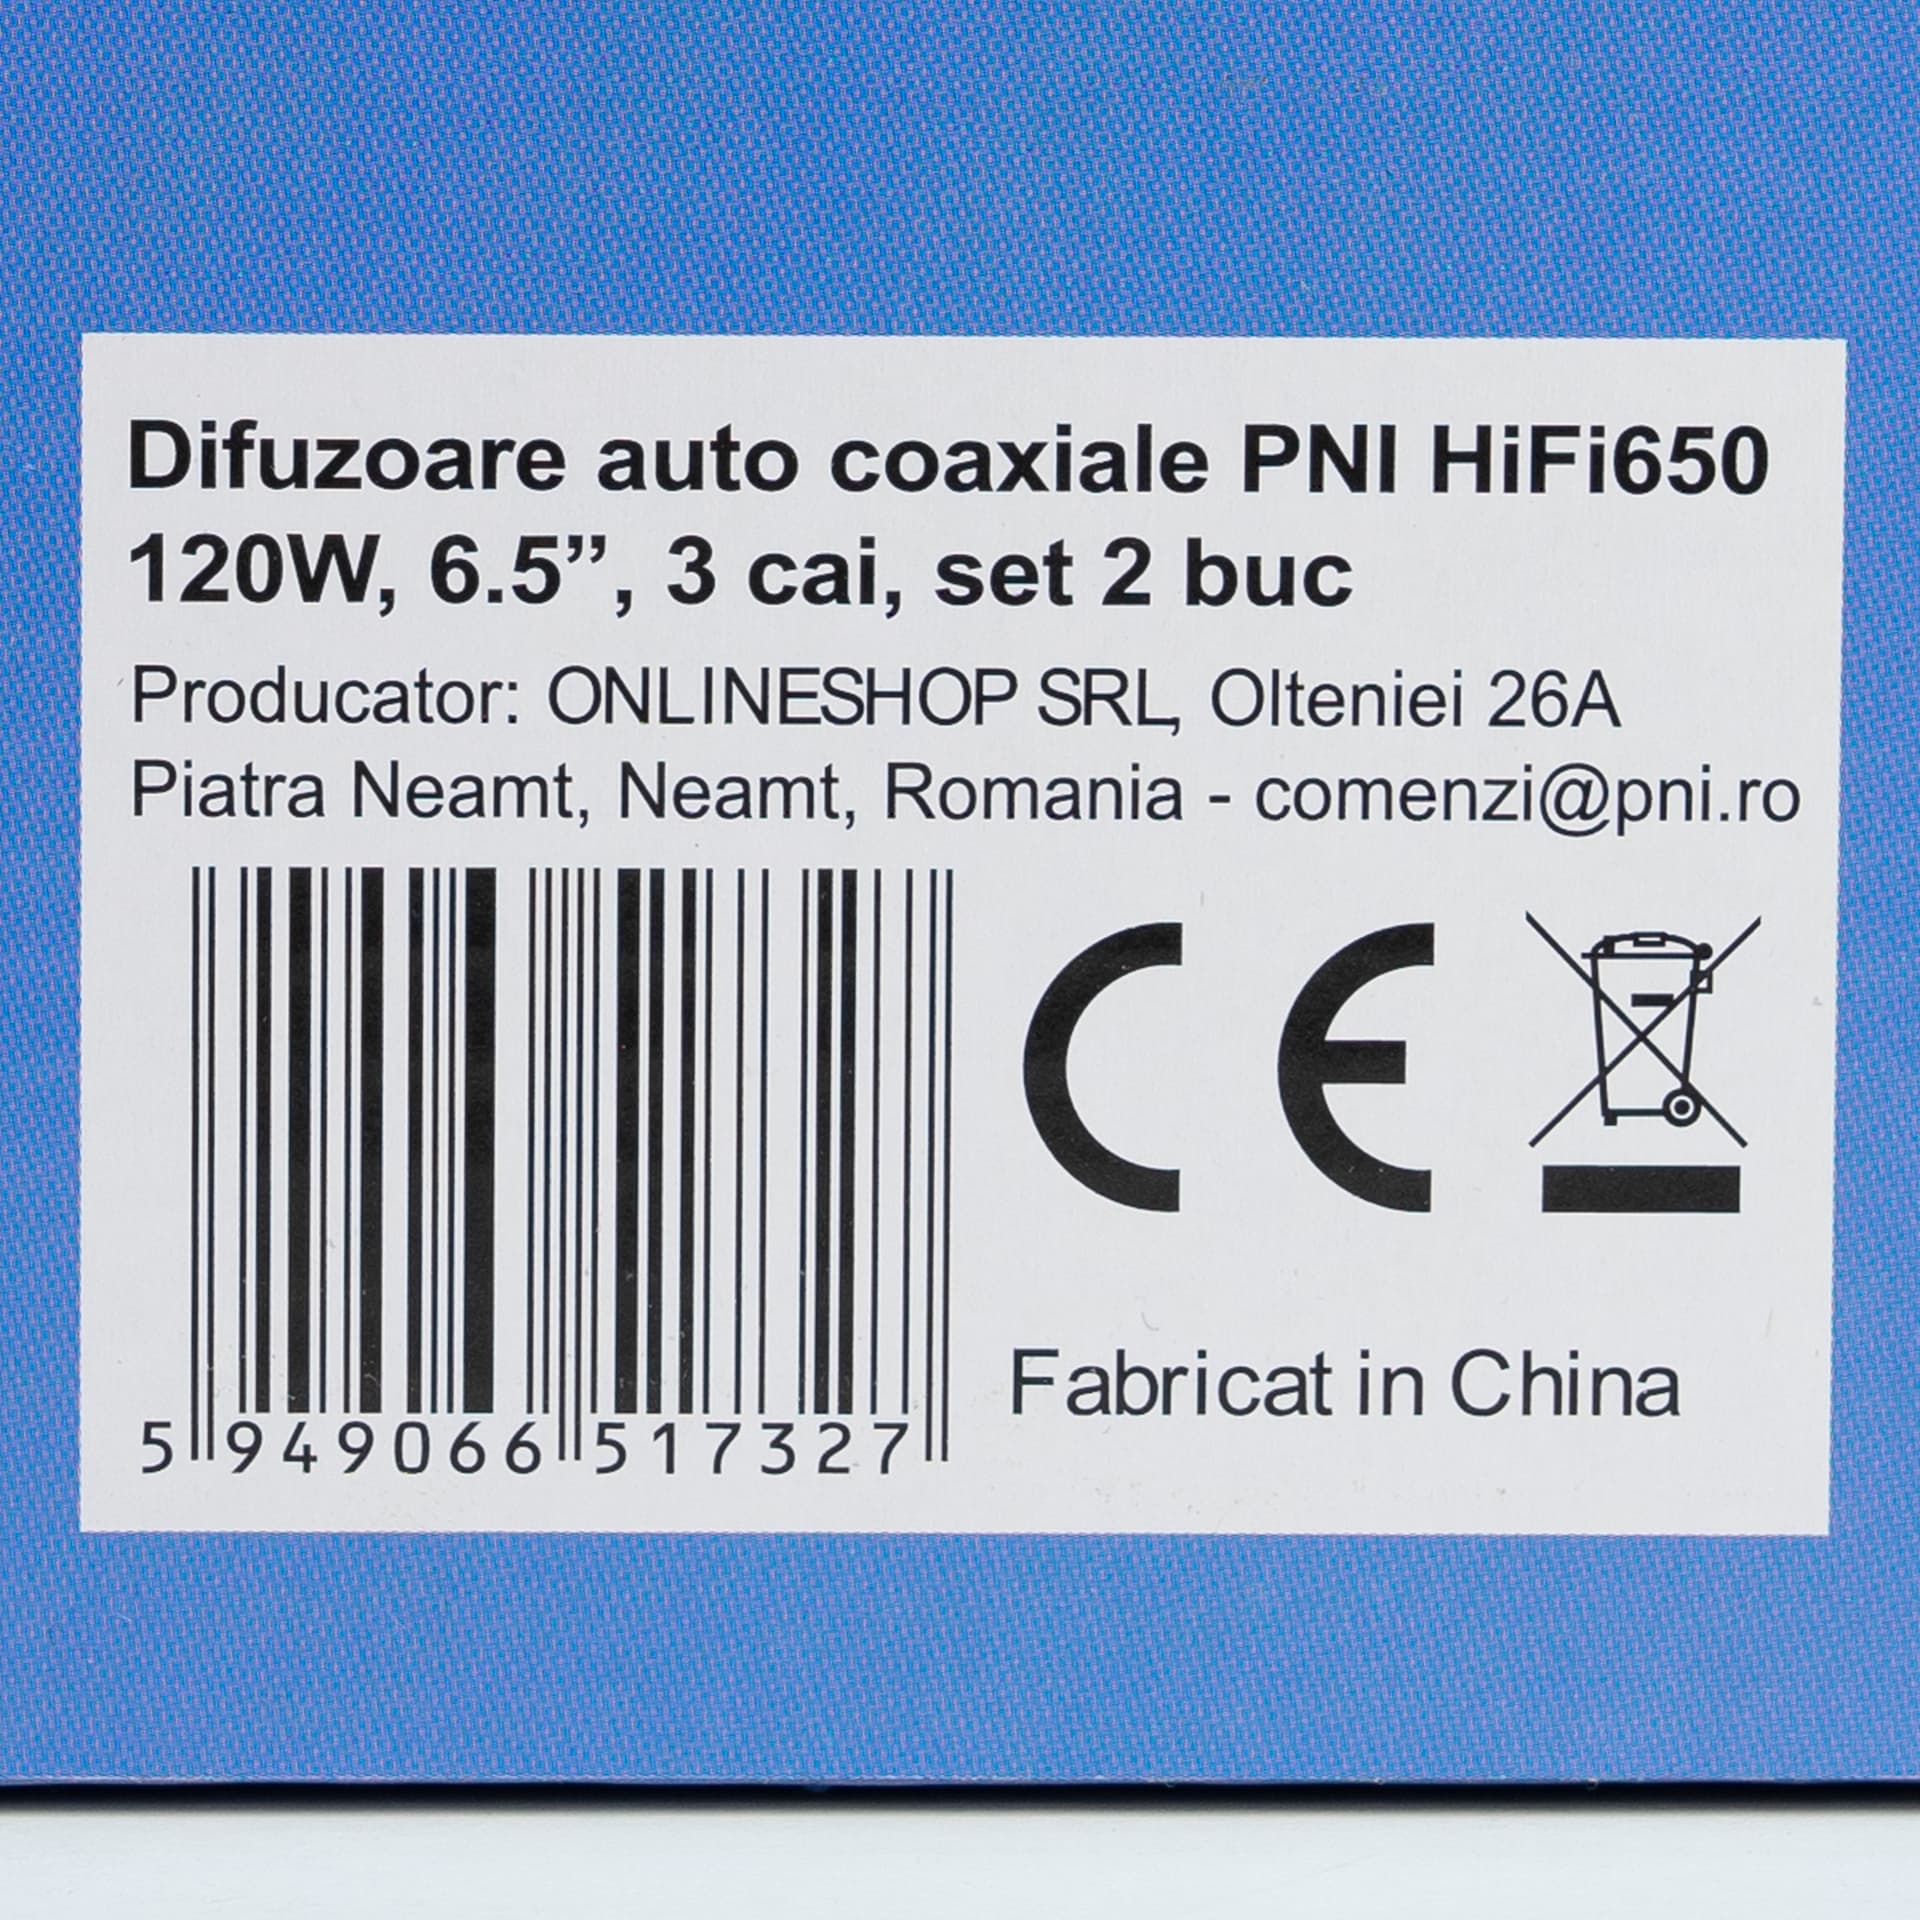 Difuzoare auto coaxiale PNI HiFi650
120W, 6.5”, 3 cai, set 2 buc
Producator: ONLINESHOP SRL, Olteniei 26A
Piatra Neamt, Neamt, Romania - comenzi@pni.ro
CE
Fabricat in China
5 949066 517327